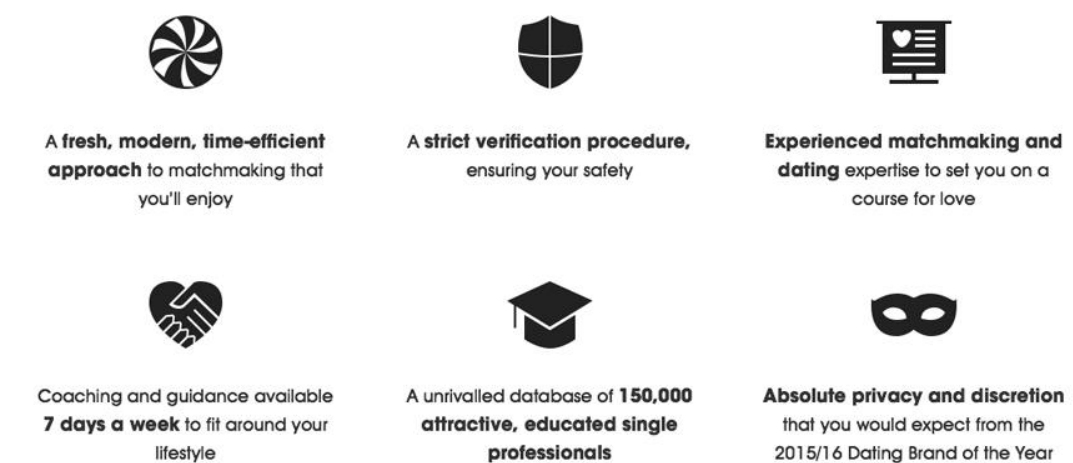 A fresh, modern, time-efficient
approach to matchmaking that
you'll enjoy
A strict verification procedure,
ensuring your safety
Experienced matchmaking and
dating expertise to set you on a
course for love
Coaching and guidance available
7 days a week to fit around your
lifestyle
A unrivalled database of 150,000
attractive, educated single
professionals
Absolute privacy and discretion
that you would expect from the
2015/16 Dating Brand of the Year